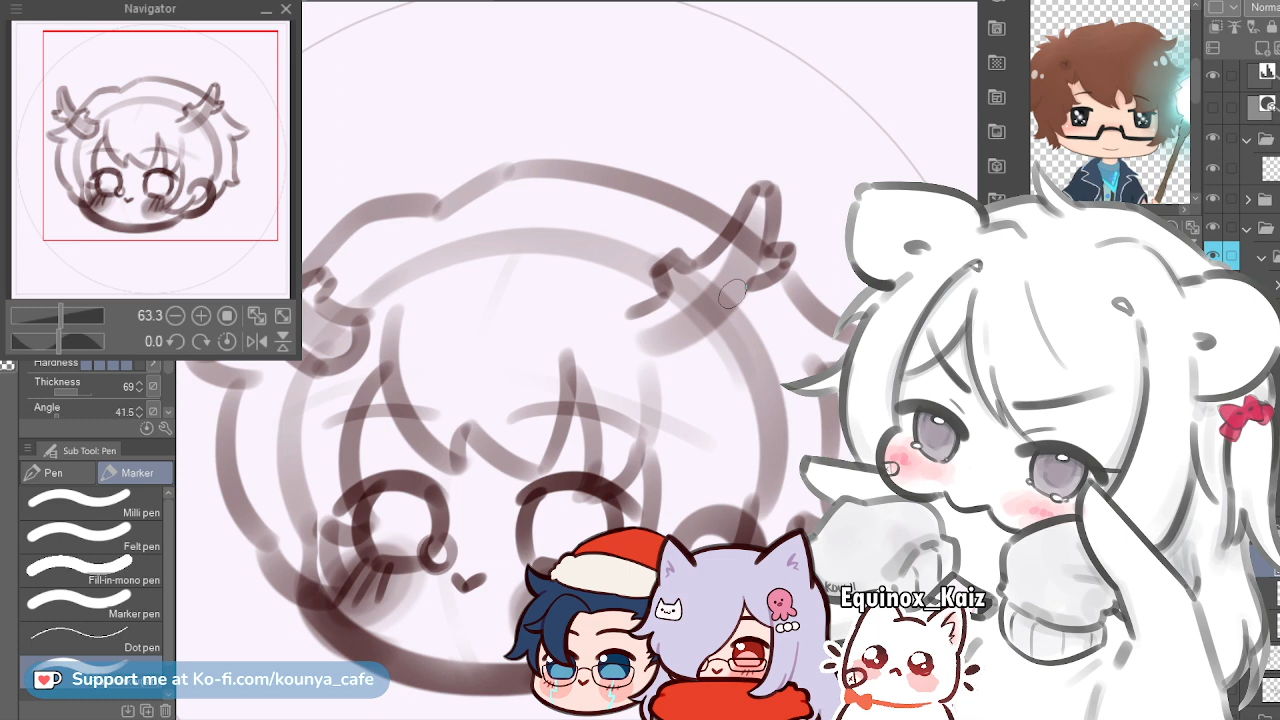 Navigator
Norma
63.3
0.0
Hardness
Thickness 69
Angle 41.5
Sub Tool: Pen
Pen Marker
Milli pen
Felt pen
Fill-in-mono pen
Marker pen
Dot pen
Equinox_Kaiz
Support me at Ko-fi.com/kounya_cafe